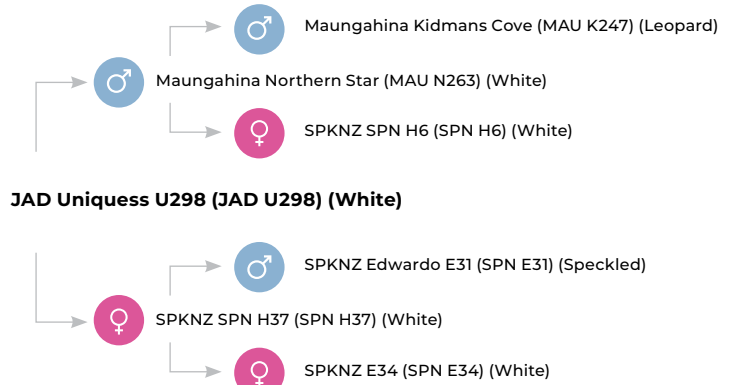 Maungahina Kidmans Cove (MAU K247) (Leopard)
Maungahina Northern Star (MAU N263) (White)
SPKNZ SPN H6 (SPN H6) (White)
JAD Uniquess U298 (JAD U298) (White)
SPKNZ Edwardo E31 (SPN E31) (Speckled)
SPKNZ SPN H37 (SPN H37) (White)
SPKNZ E34 (SPN E34) (White)